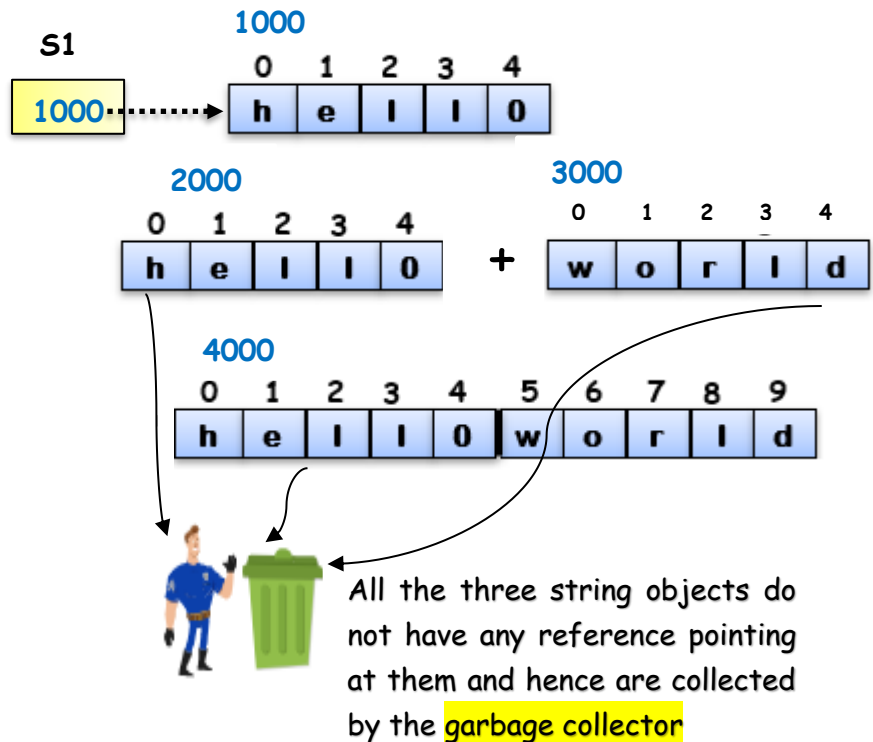 1000
S1
0 1 2 3 4
1000
h e l l 0
2000
3000
0 1 2 3 4
0 1 2 3 4
h e l l 0 + w o r l d
4000
0 1 2 3 4 5 6 7 8 9
h e l l 0 w o r l d
All the three string objects do
not have any reference pointing
at them and hence are collected
by the garbage collector